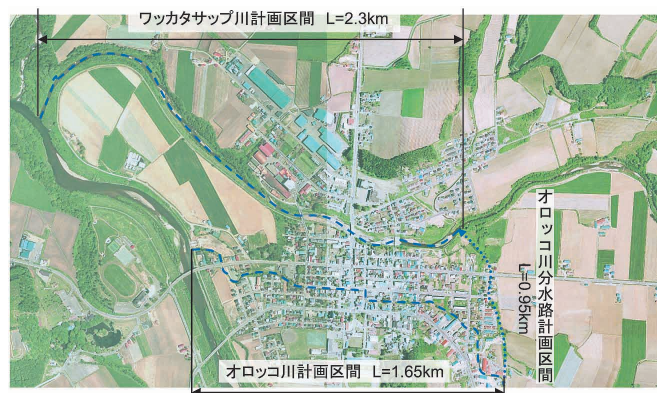 ワッカタサップ川計画区間 L=2.3km
オロッコ川分水路計画区間
L=0.95km
オロッコ川計画区間 L=1.65km